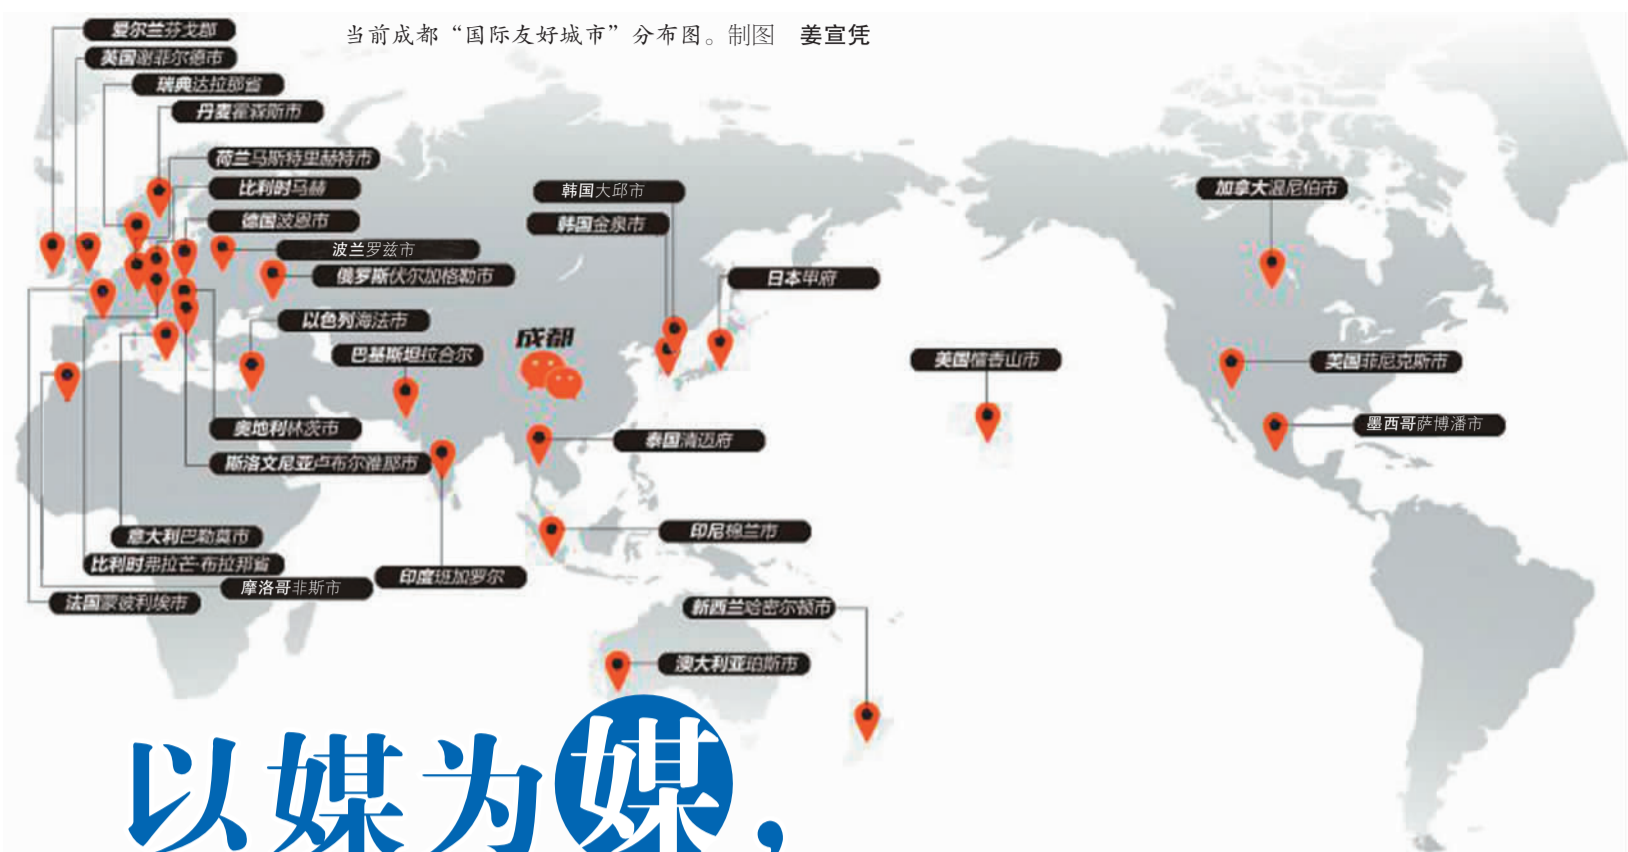 当前成都“国际友好城市”分布图。制图 姜宣凭
爱尔兰芬戈郡
英国谢菲尔德市
瑞典达拉那省
丹麦霍森斯市
荷兰马斯特里赫特市
比利时马赫
德国波恩市
波兰罗兹市
俄罗斯伏尔加格勒市
以色列海法市
巴基斯坦拉合尔
成都
韩国大邱市
韩国金泉市
日本甲府
加拿大温尼伯市
美国檀香山市
美国菲尼克斯市
墨西哥萨博潘市
奥地利林茨市
斯洛文尼亚卢布尔雅那市
泰国清迈府
意大利巴勒莫市
比利时弗拉芒·布拉邦省
摩洛哥非斯市
法国蒙彼利埃市
印度班加罗尔
印尼棉兰市
新西兰哈密尔顿市
澳大利亚珀斯市
以媒为媒，